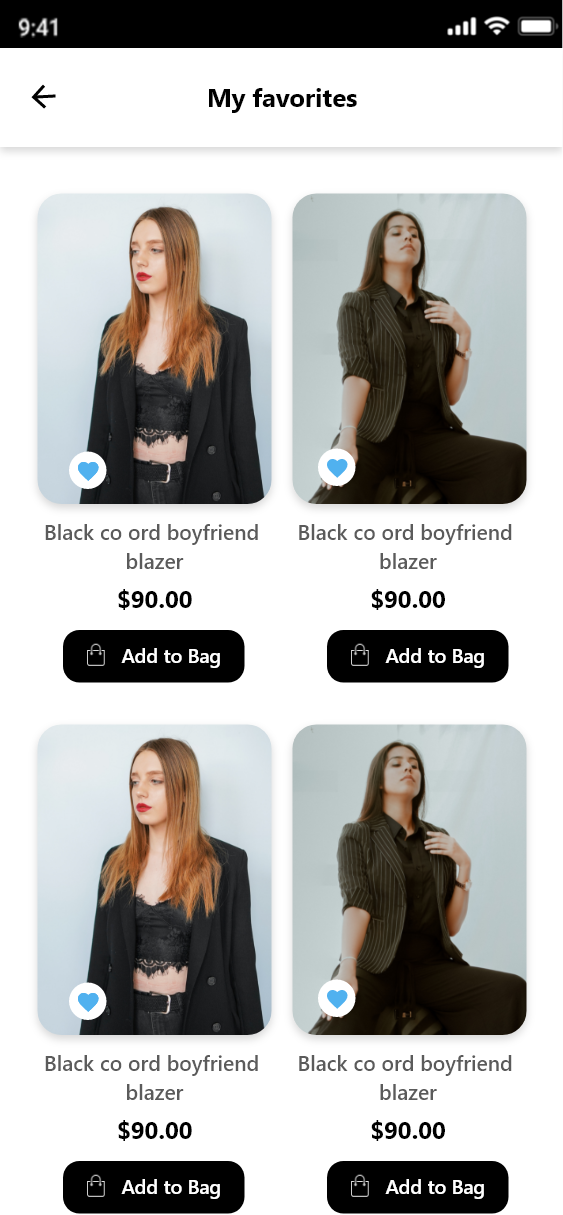 9:41
My favorites
Black co ord boyfriend
blazer
$90.00
Add to Bag
Black co ord boyfriend
blazer
$90.00
Add to Bag
Black co ord boyfriend
blazer
$90.00
Add to Bag
Black co ord boyfriend
blazer
$90.00
Add to Bag